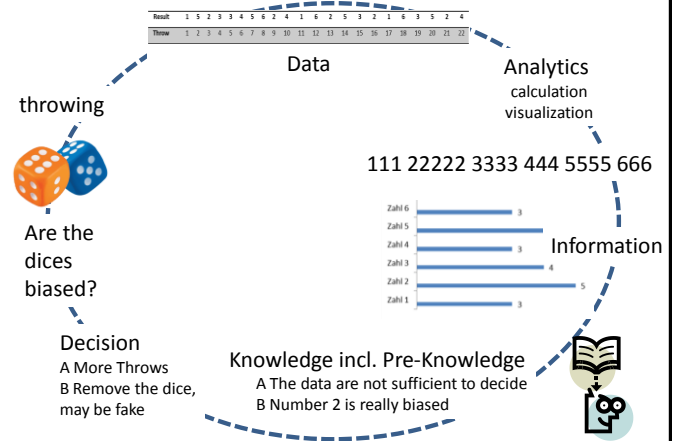 Result 1 5 2 3 3 4 5 6 2 4 1 6 2 5 3 2 1 6 3 5 2 4
Throw 1 2 3 4 5 6 7 8 9 10 11 12 13 14 15 16 17 18 19 20 21 22
Data
Analytics
calculation
visualization
throwing
111 22222 3333 444 5555 666
Zahl 6 3
Zahl 5
Zahl 4 3
Zahl 3 4
Zahl 2 5
Zahl 1 3
Information
Are the
dices
biased?
Decision
A More Throws
B Remove the dice,
may be fake
Knowledge incl. Pre-Knowledge
A The data are not sufficient to decide
B Number 2 is really biased